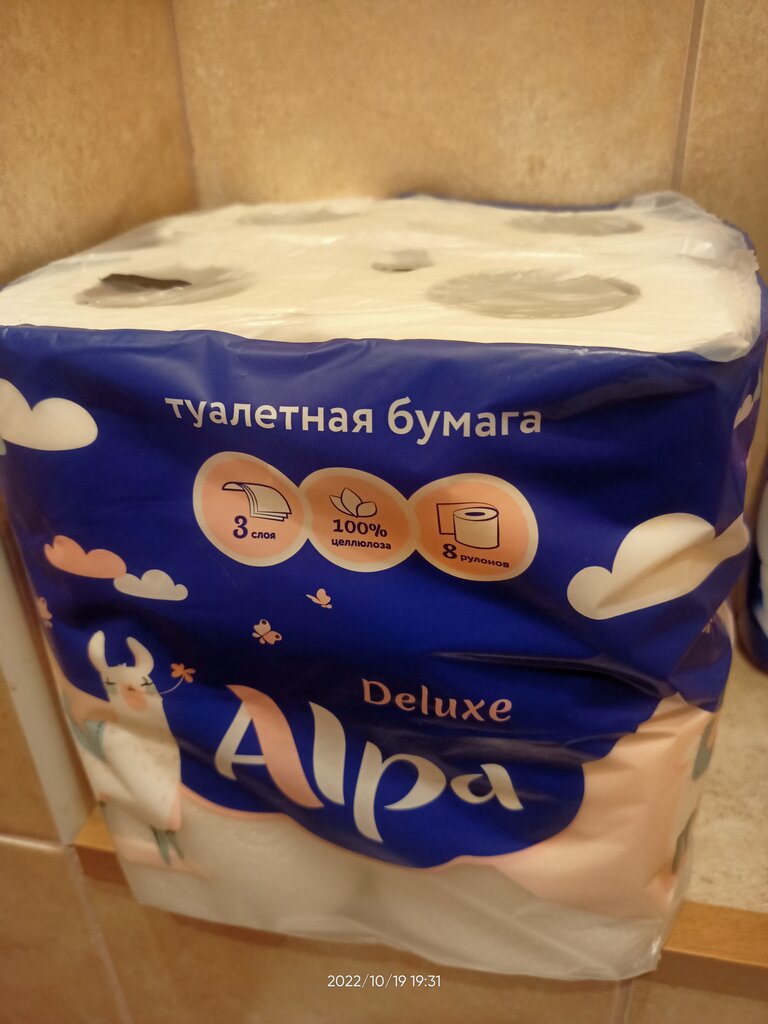 туалетная бумага
3 слоя
100%
целлюлоза
8 рулонов
Deluxe
Alpa
2022/10/19 19:31